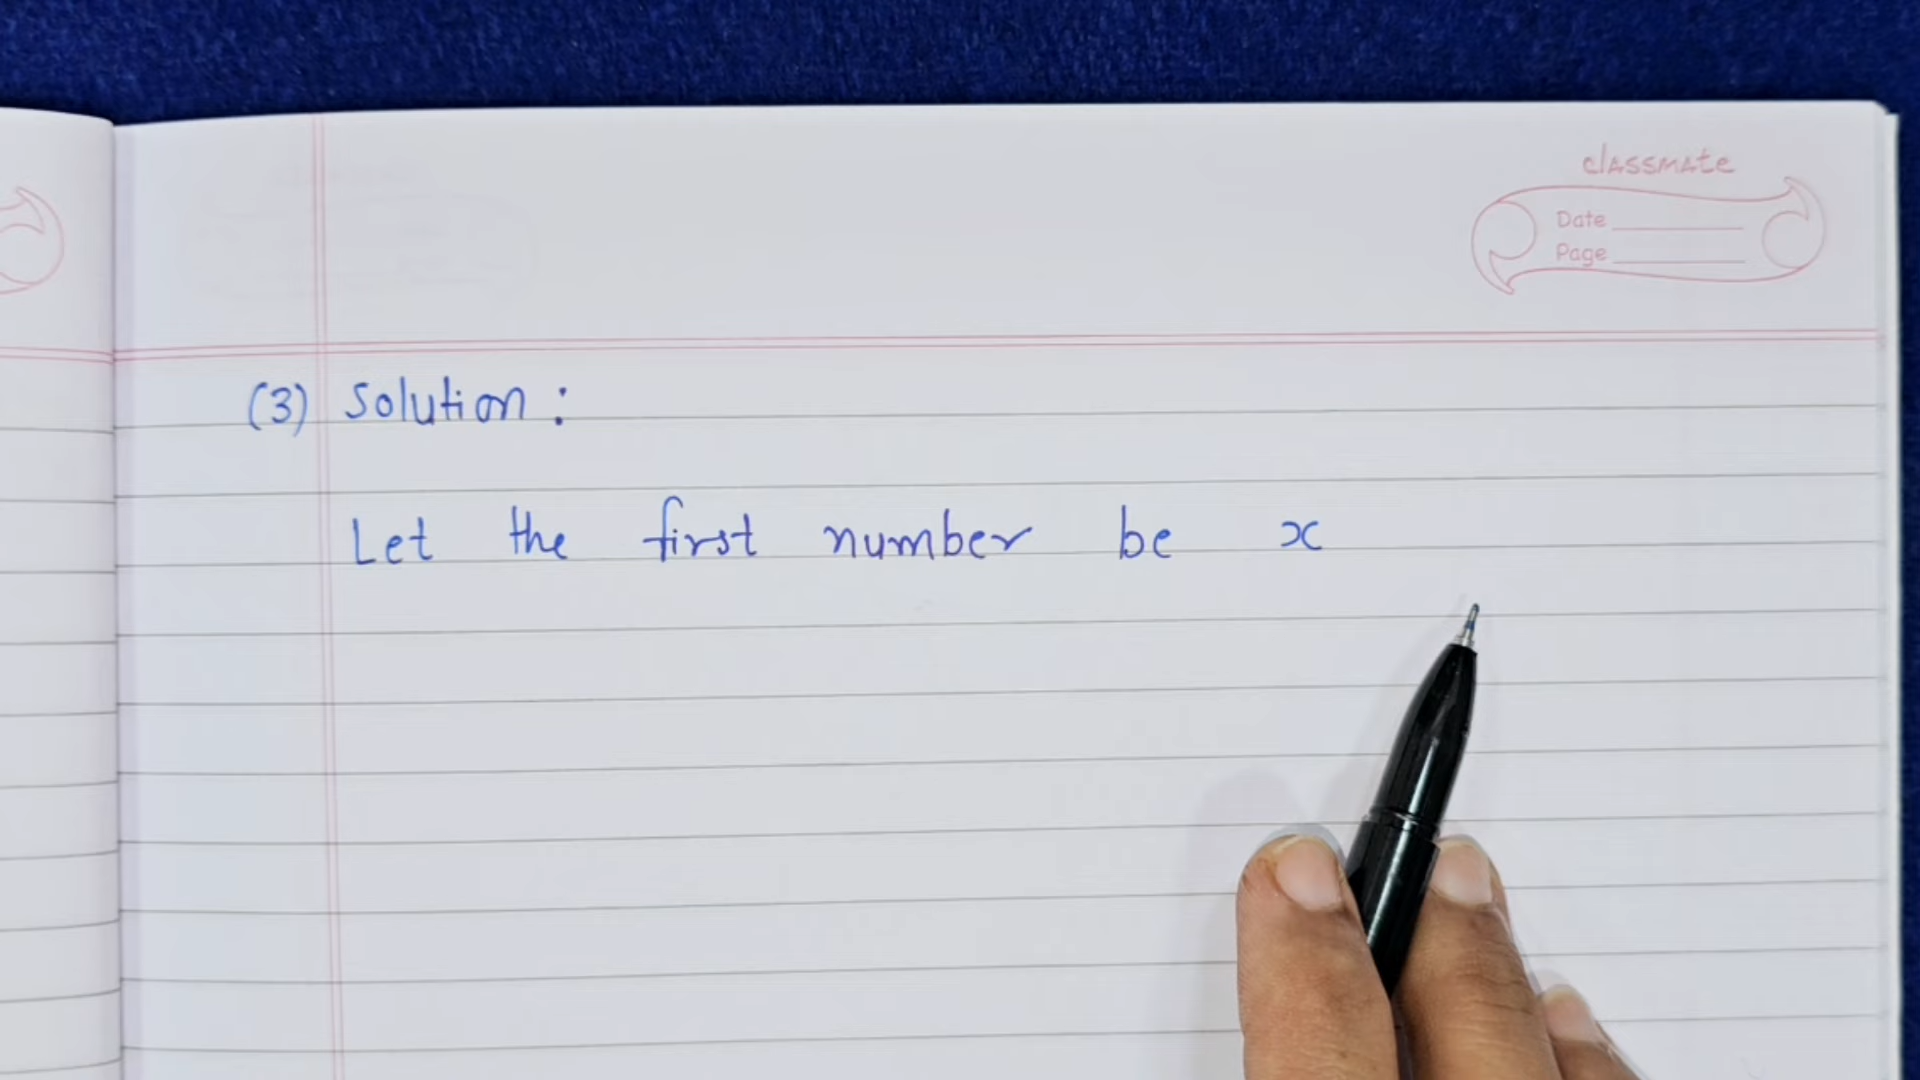 classmate
Date
Page
(3) Solution :
Let the first number be x